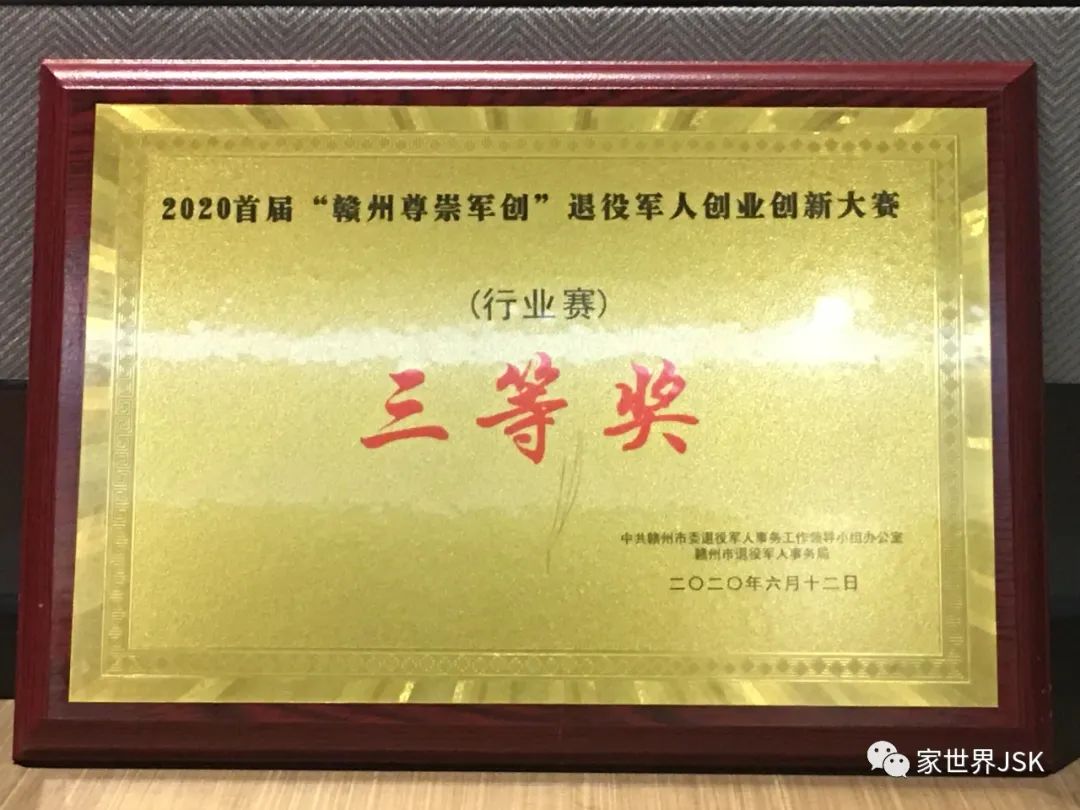 2020首届“赣州尊崇军创”退役军人创业创新大赛
(行业赛)
三等奖
中共赣州市委退役军人事务工作领导小组办公室
赣州市退役军人事务局
二〇二〇年六月十二日
家世界JSK